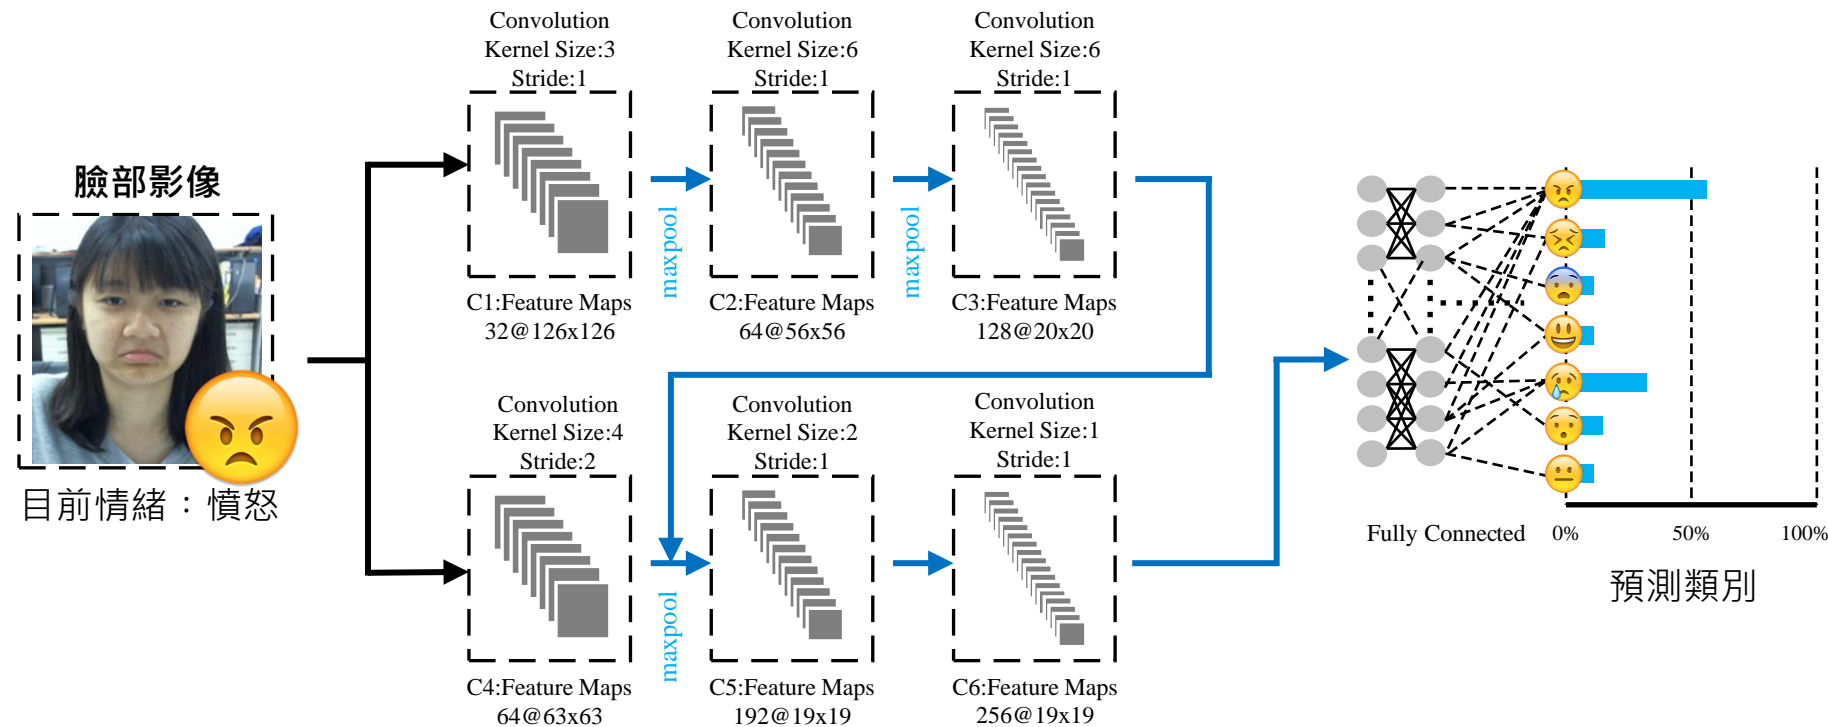 臉部影像
目前情緒：憤怒
Convolution
Kernel Size:3
Stride:1
C1:Feature Maps
32@126x126
maxpool
Convolution
Kernel Size:6
Stride:1
C2:Feature Maps
64@56x56
maxpool
Convolution
Kernel Size:6
Stride:1
C3:Feature Maps
128@20x20
Convolution
Kernel Size:4
Stride:2
C4:Feature Maps
64@63x63
maxpool
Convolution
Kernel Size:2
Stride:1
C5:Feature Maps
192@19x19
Convolution
Kernel Size:1
Stride:1
C6:Feature Maps
256@19x19
Fully Connected
0%
50%
100%
預測類別